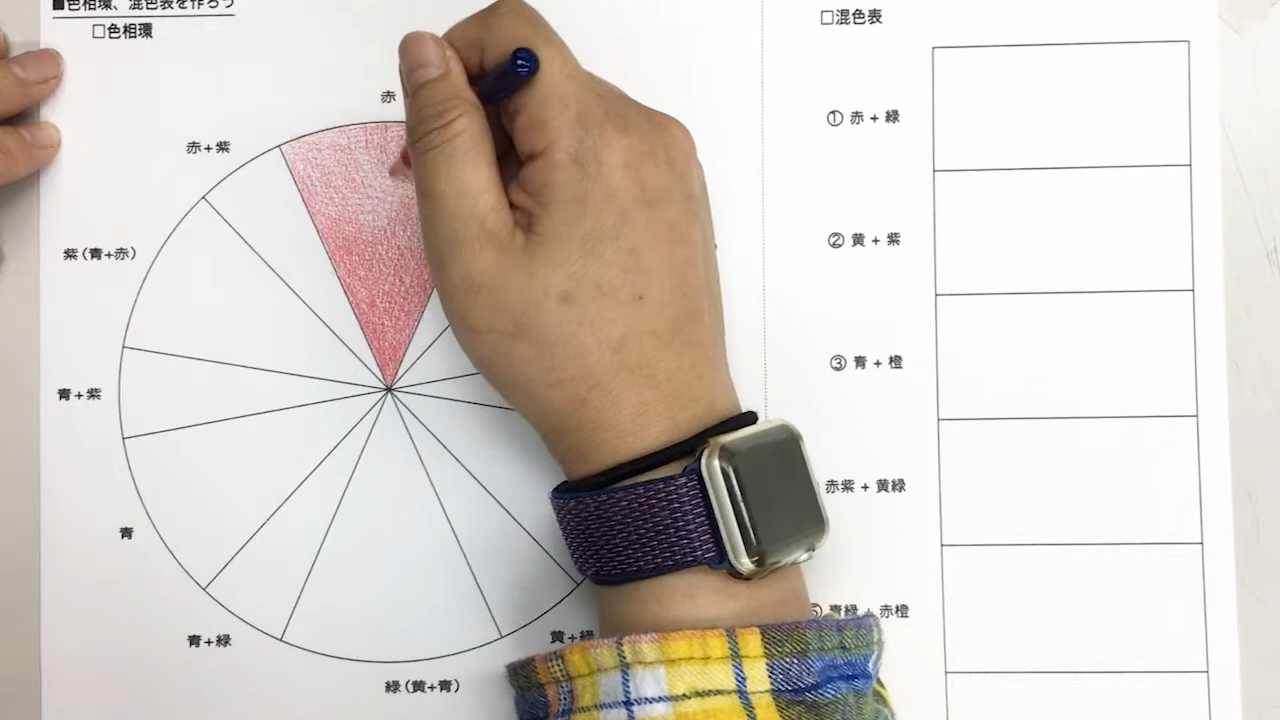 ■色相環、混色表を作ろう
□色相環
赤
赤+紫
紫(青+赤)
青+紫
青
青+緑
緑(黄+青)
黄+緑
□混色表
① 赤 + 緑
② 黄 + 紫
③ 青 + 橙
赤紫 + 黄緑
⑤ 青緑 + 赤橙